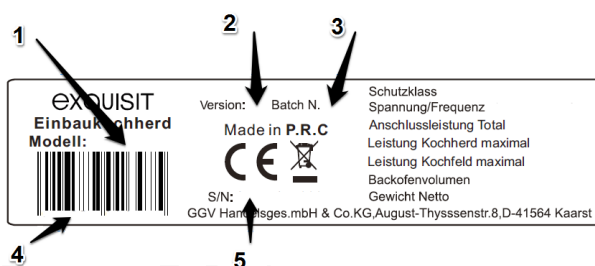 1
2
3
exquisit
Einbaukochherd
Modell:
Version: Batch N.
Made in P.R.C
S/N:
Schutzklass
Spannung/Frequenz
Anschlussleistung Total
Leistung Kochherd maximal
Leistung Kochfeld maximal
Backofenvolumen
Gewicht Netto
GGV Handelsges.mbH & Co.KG,August-Thysssenstr.8,D-41564 Kaarst
4
5